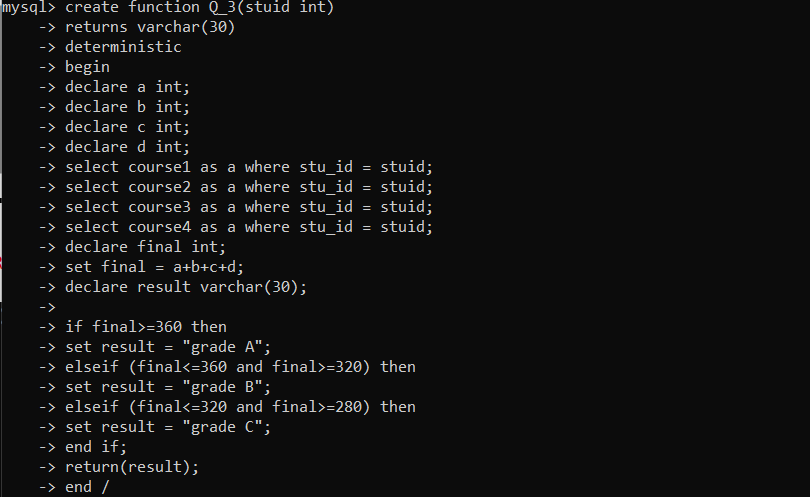 mysql> create function Q_3(stuid int)
-> returns varchar(30)
-> deterministic
-> begin
-> declare a int;
-> declare b int;
-> declare c int;
-> declare d int;
-> select course1 as a where stu_id = stuid;
-> select course2 as a where stu_id = stuid;
-> select course3 as a where stu_id = stuid;
-> select course4 as a where stu_id = stuid;
-> declare final int;
-> set final = a+b+c+d;
-> declare result varchar(30);
->
-> if final>=360 then
-> set result = "grade A";
-> elseif (final<=360 and final>=320) then
-> set result = "grade B";
-> elseif (final<=320 and final>=280) then
-> set result = "grade C";
-> end if;
-> return(result);
-> end /